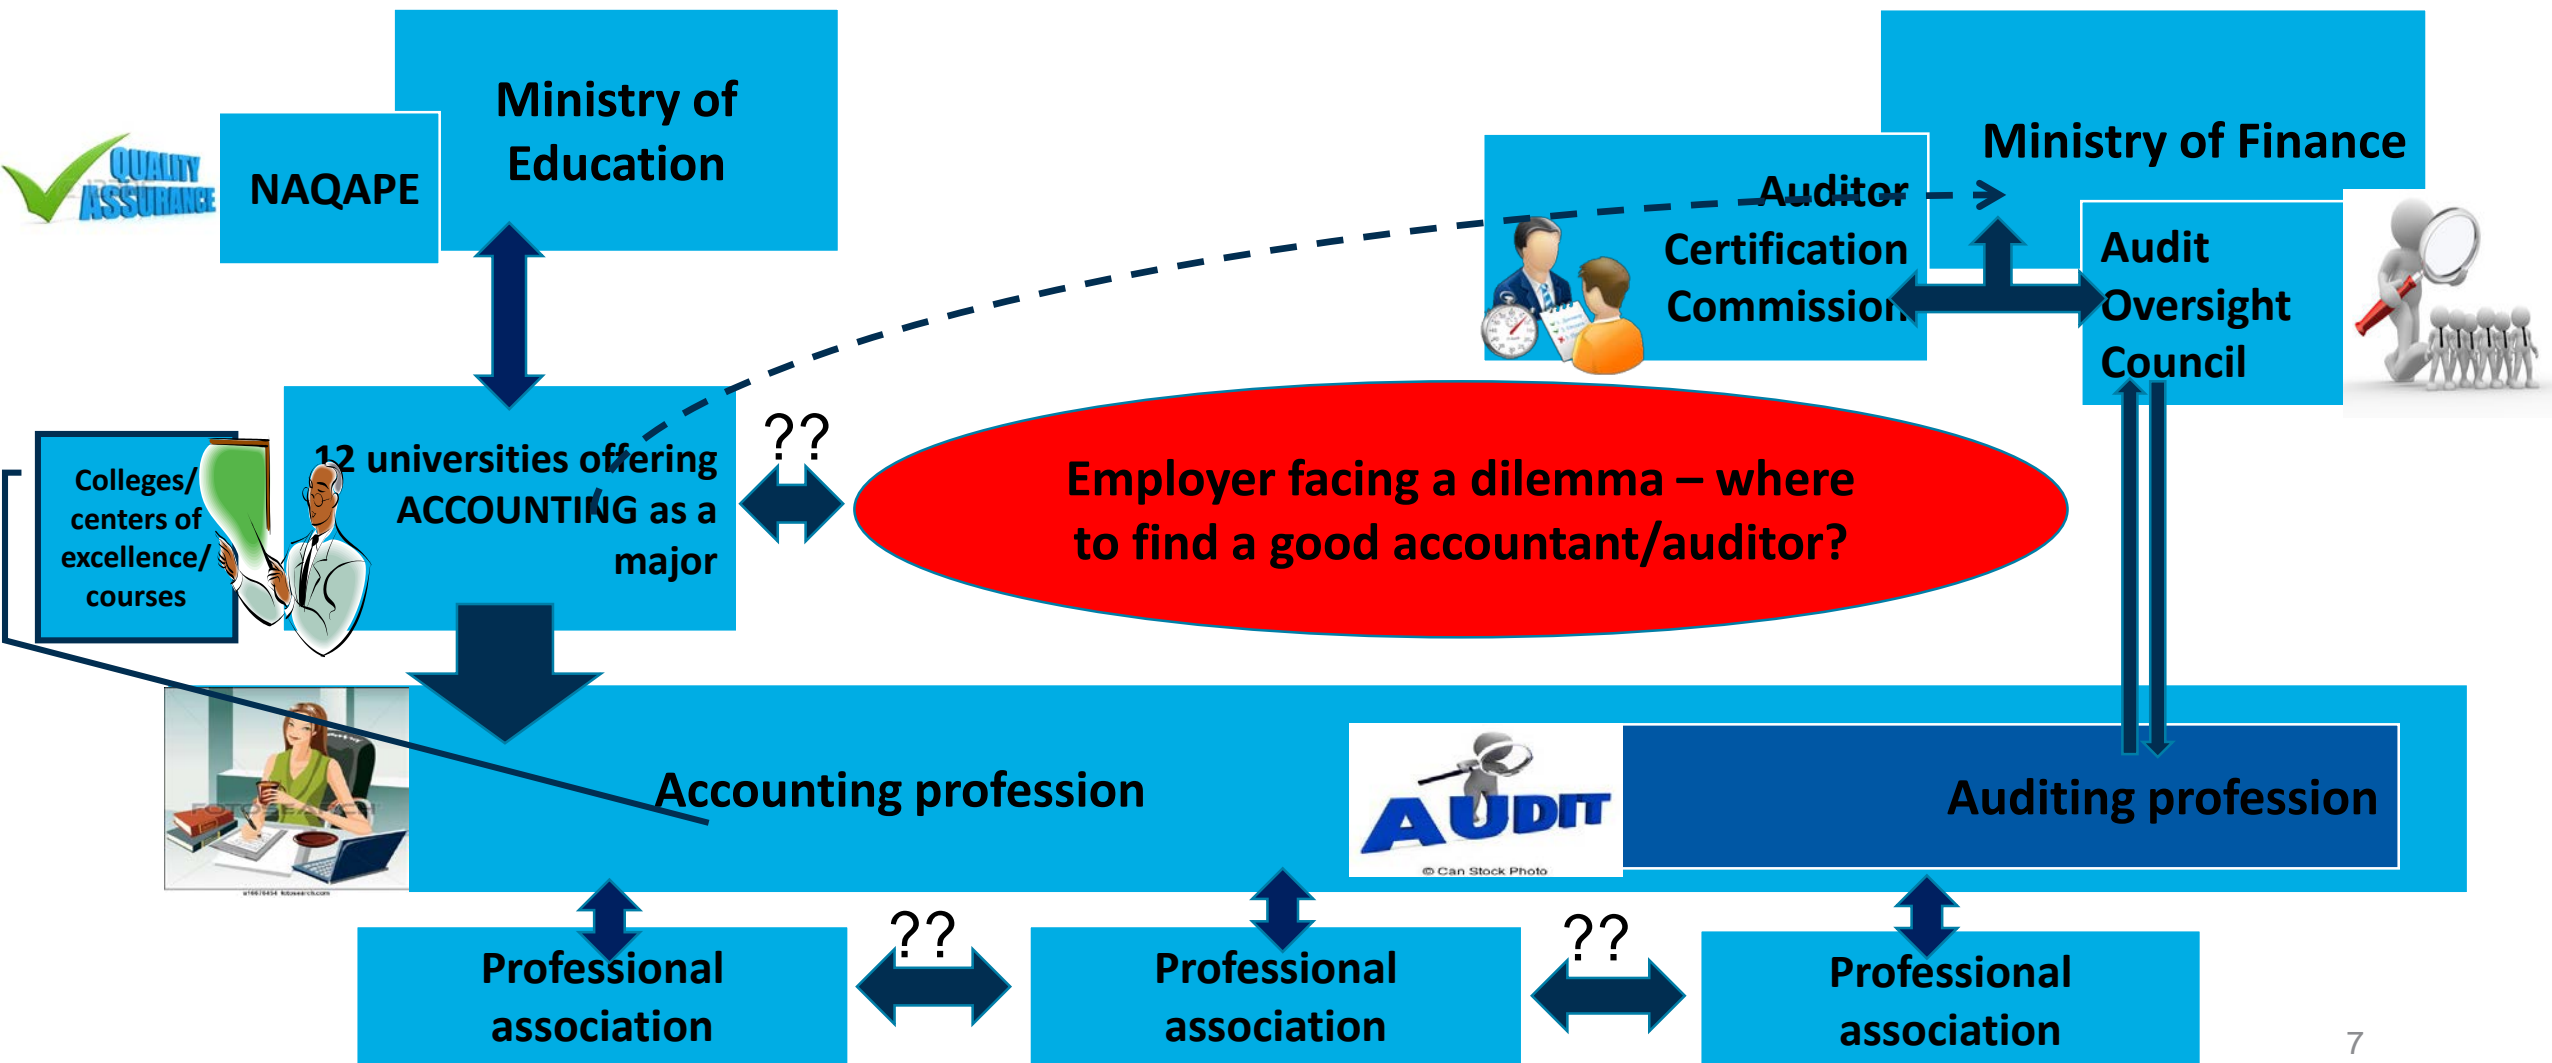 Ministry of
Education
NAQAPE
QUALITY
ASSURANCE
Ministry of Finance
Auditor
Certification
Commission
Audit
Oversight
Council
Colleges/
centers of
excellence/
courses
12 universities offering
ACCOUNTING as a
major
??
Employer facing a dilemma – where
to find a good accountant/auditor?
Accounting profession
FOTOSEARCH
AUDIT
© Can Stock Photo
Auditing profession
Professional
association
??
Professional
association
??
Professional
association
7